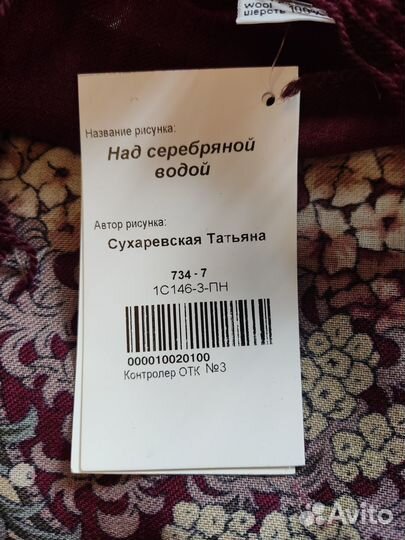 wool
шерсть 100%
Название рисунка:
Над серебряной
водой
Автор рисунка:
Сухаревская Татьяна
734 - 7
1С146-3-ПН
000010020100
Контролер ОТК №3
Avito